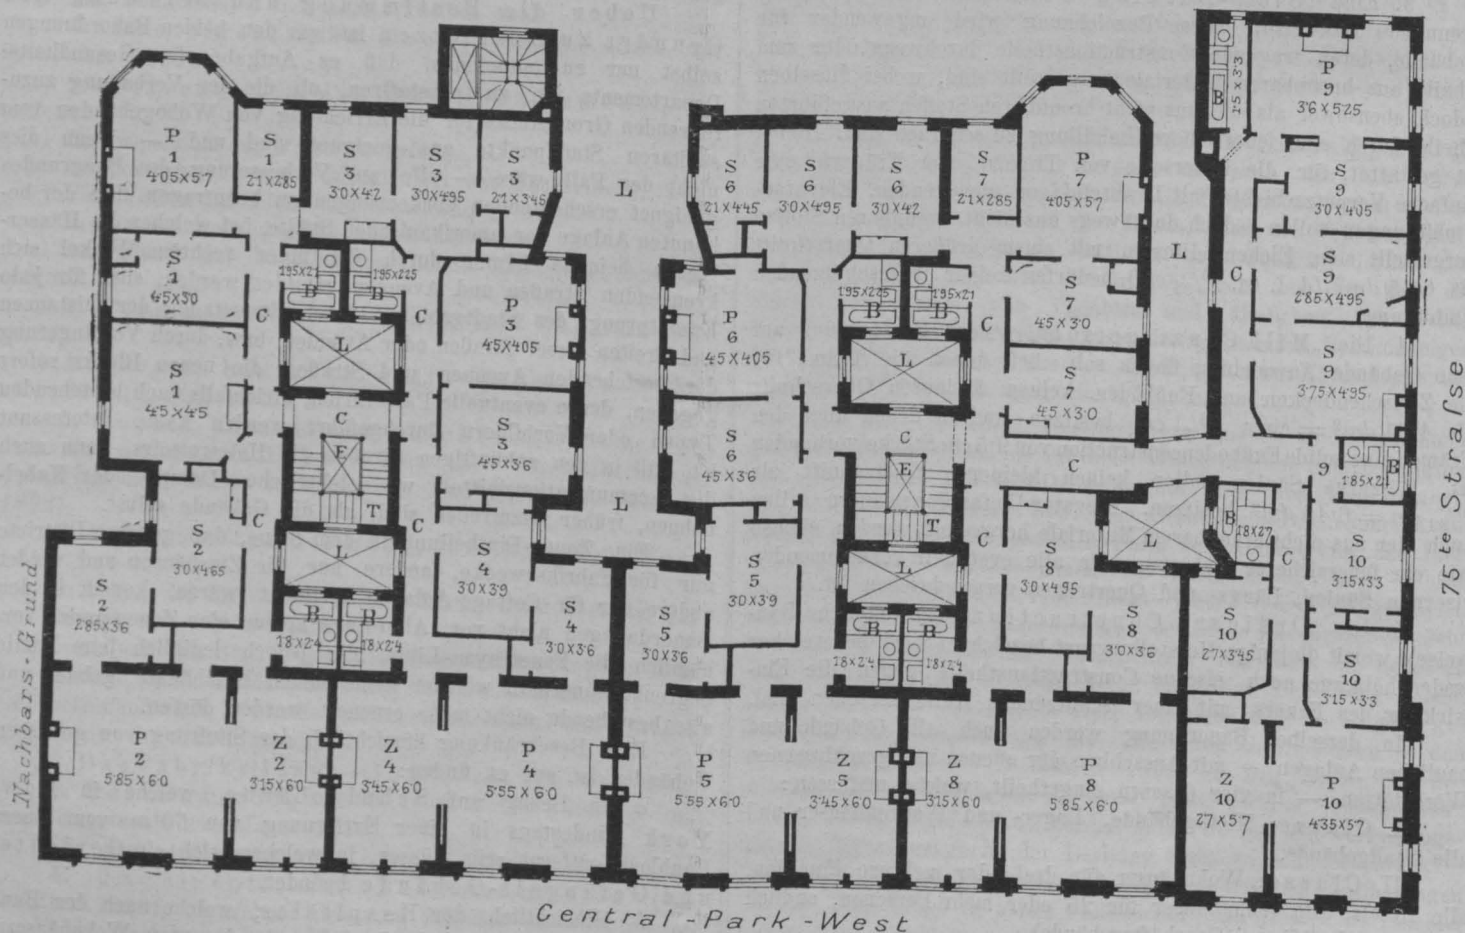 P
1
4'05×5'7
S
1
2'1×2'85
S
3
3'0×4'2
S
3
3'0×4'95
S
3
2'1×3'45
L
S
6
2'1×4'45
S
6
3'0×4'95
S
6
3'0×4'2
S
7
2'1×2'85
P
7
4'05×5'7
B
1'5×3'3
P
9
3'6×5'25
S
1
4'5×3'0
1'95×2'1
B
1'95×2'25
B
C
C
P
3
4'5×4'05
P
6
4'5×4'05
1'95×2'25
B
1'95×2'1
B
C
S
7
4'5×3'0
L
C
S
9
3'0×4'05
S
9
2'85×4'95
S
1
4'5×4'5
L
C
E
T
L
S
3
4'5×3'6
L
S
6
4'5×3'6
L
C
E
T
L
S
7
4'5×3'0
C
S
9
3'75×4'95
9
B
1'85×2'1
S
2
3'0×4'65
C
C
S
4
3'0×3'9
S
5
3'0×3'9
C
S
8
3'0×4'95
L
B
1'8×2'7
C
S
10
3'15×3'3
S
2
2'85×3'6
B
1'8×2'4
B
1'8×2'4
S
4
3'0×3'6
S
5
3'0×3'6
B
1'8×2'4
B
1'8×2'4
S
8
3'0×3'6
S
10
2'7×3'45
S
10
3'15×3'3
P
2
5'85×6'0
Z
2
3'15×6'0
Z
4
3'45×6'0
P
4
5'55×6'0
P
5
5'55×6'0
Z
5
3'45×6'0
Z
8
3'15×6'0
P
8
5'85×6'0
Z
10
2'7×5'7
P
10
4'35×5'7
Nachbars-Grund
75te Strafse
Central-Park-West